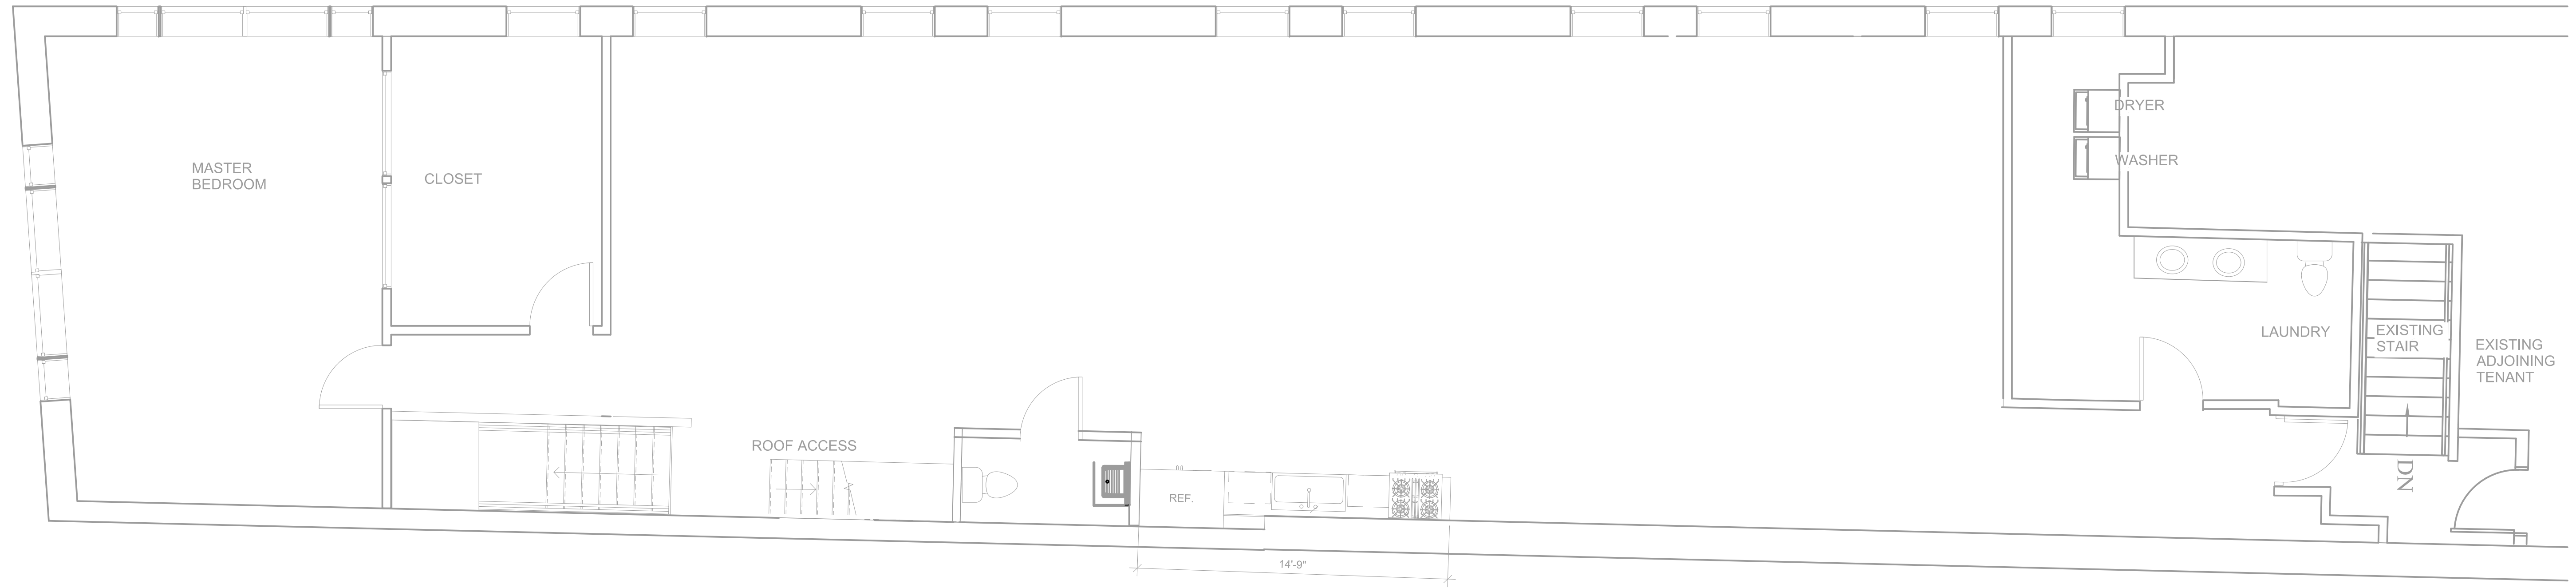 MASTER
BEDROOM
CLOSET
ROOF ACCESS
REF.
14'-9"
DRYER
WASHER
LAUNDRY
EXISTING
STAIR
DN
EXISTING
ADJOINING
TENANT